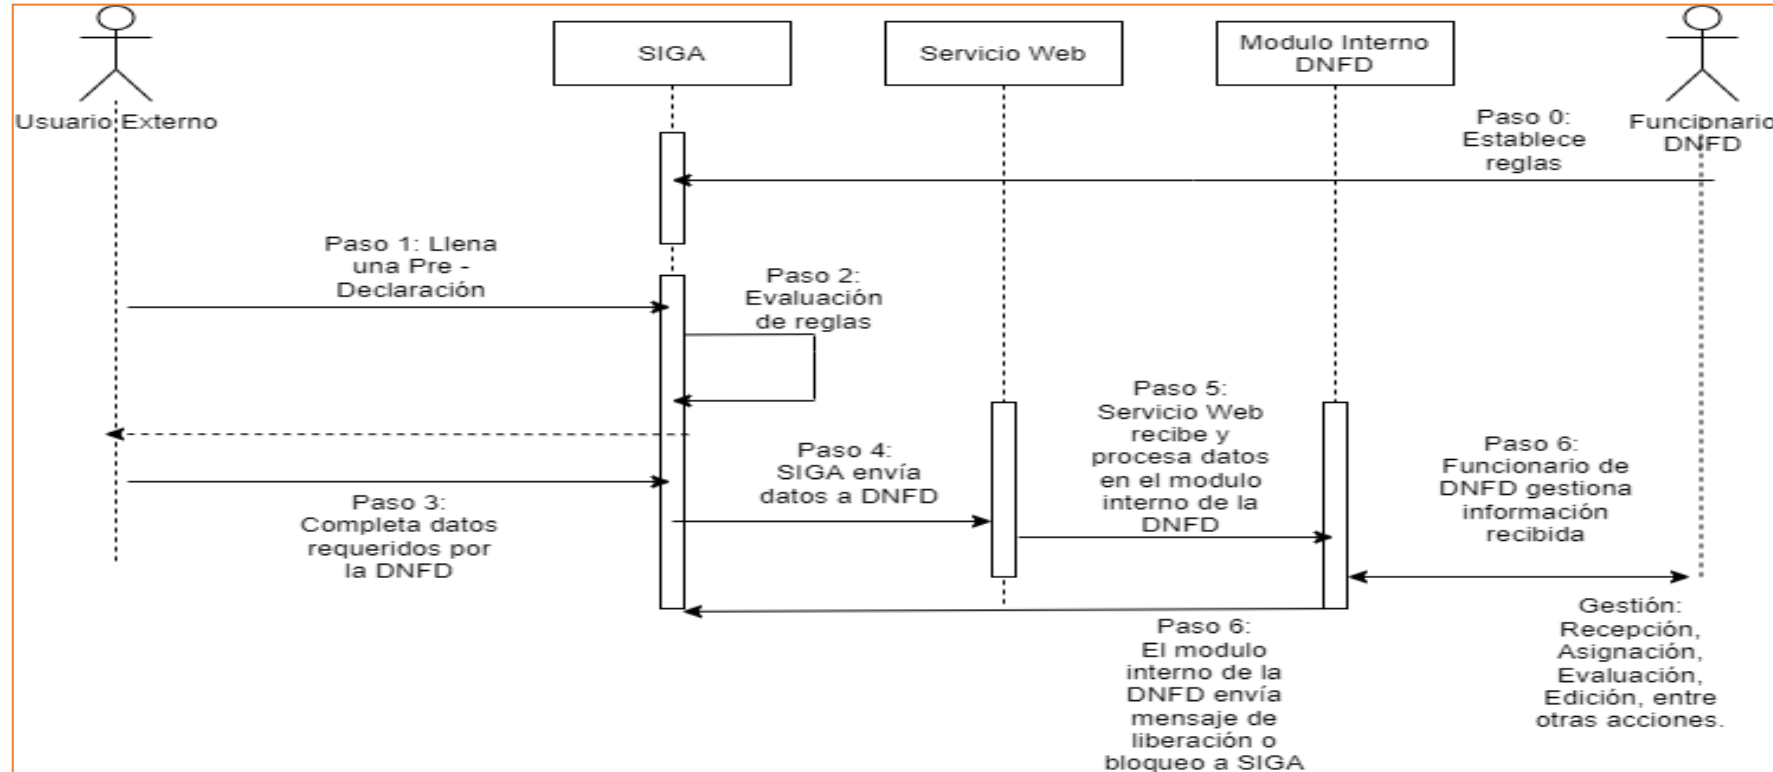 SIGA
Servicio Web
Modulo Interno
DNFD
Usuario Externo
Funcionario
DNFD
Paso 0:
Establece
reglas
Paso 1: Llena
una Pre -
Declaración
Paso 2:
Evaluación
de reglas
Paso 3:
Completa datos
requeridos por
la DNFD
Paso 4:
SIGA envía
datos a DNFD
Paso 5:
Servicio Web
recibe y
procesa datos
en el modulo
interno de la
DNFD
Paso 6:
Funcionario de
DNFD gestiona
información
recibida
Gestión:
Recepción,
Asignación,
Evaluación,
Edición, entre
otras acciones.
Paso 6:
El modulo
interno de la
DNFD envía
mensaje de
liberación o
bloqueo a SIGA